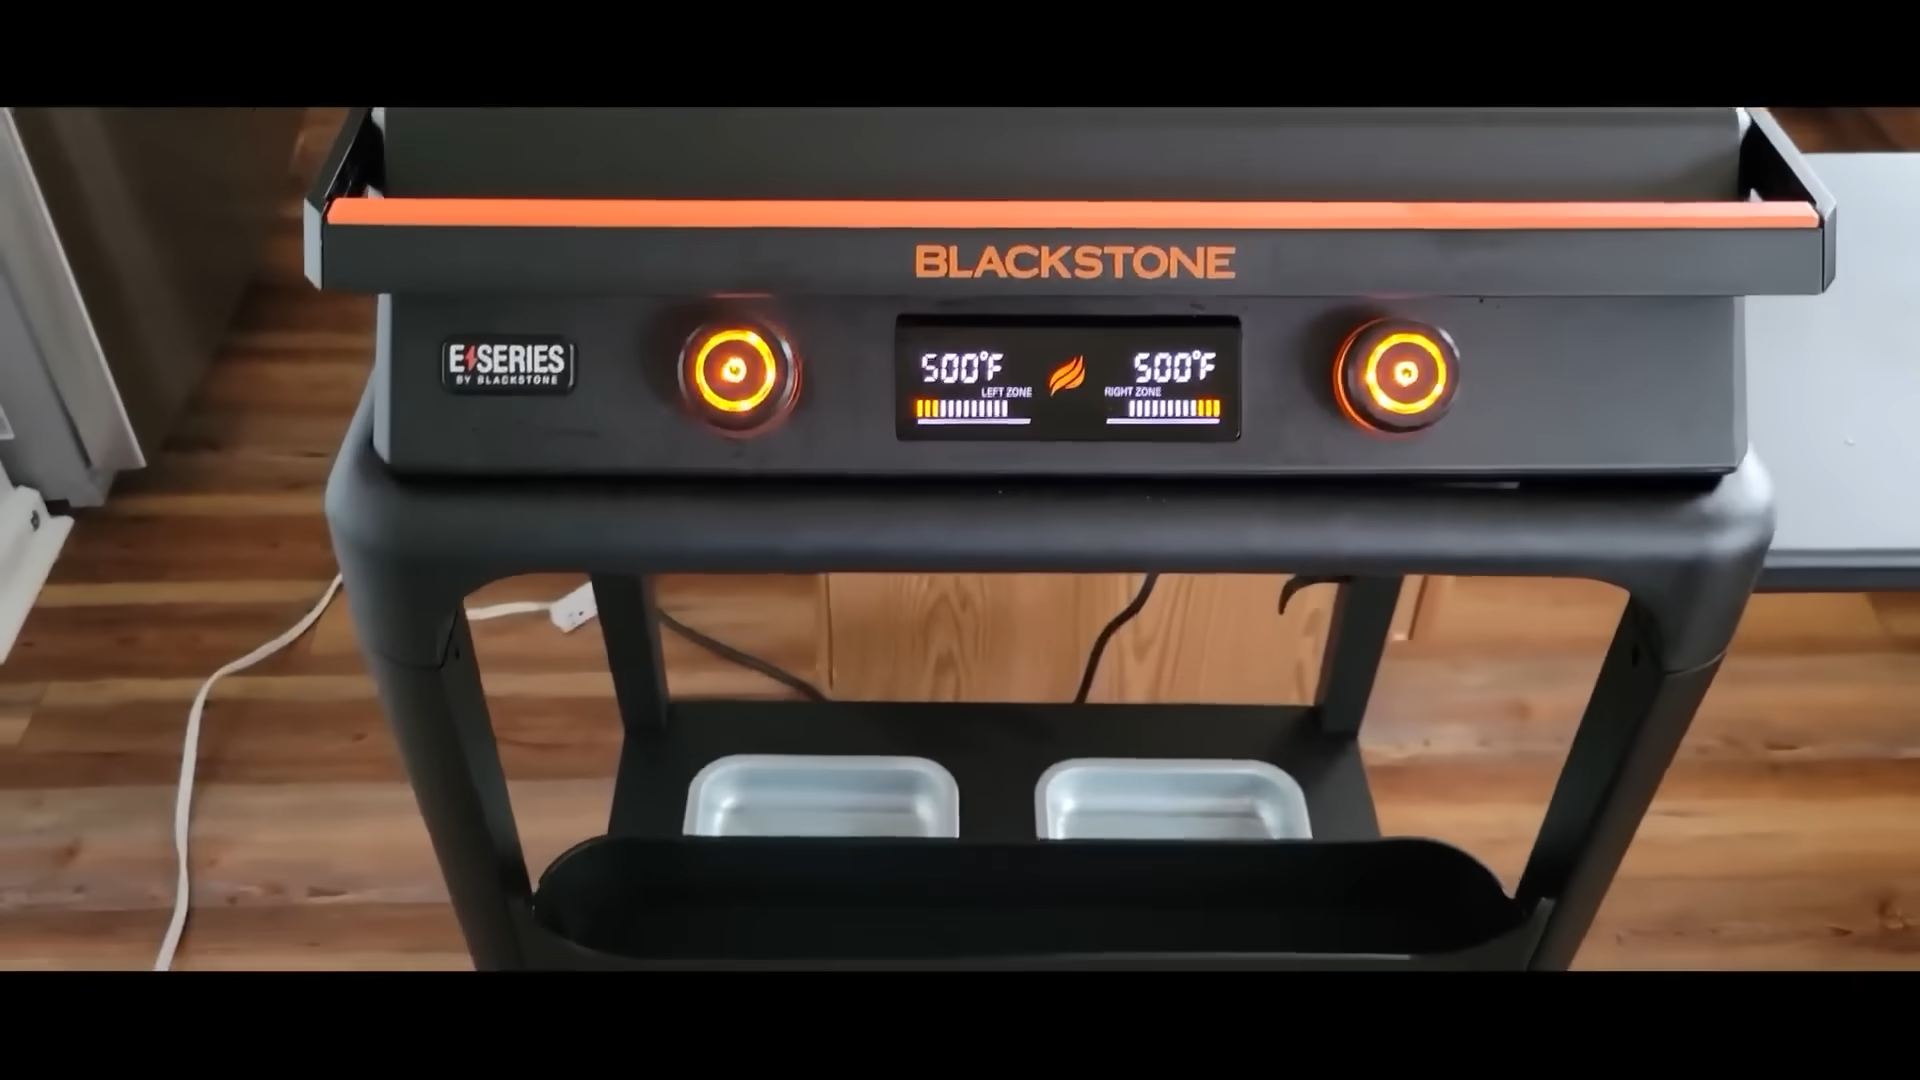 BLACKSTONE
E SERIES
BY BLACKSTONE
500°F
LEFT ZONE
500°F
RIGHT ZONE